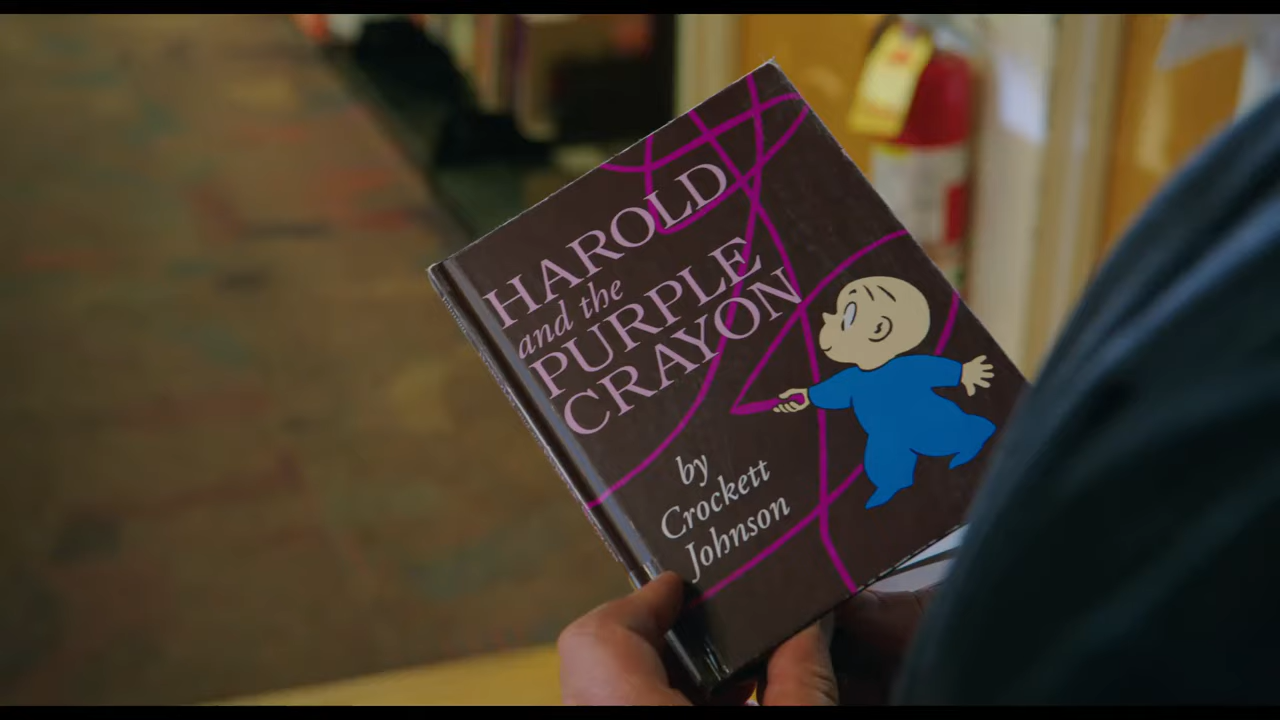 HAROLD
and the
PURPLE
CRAYON
by
Crockett
Johnson